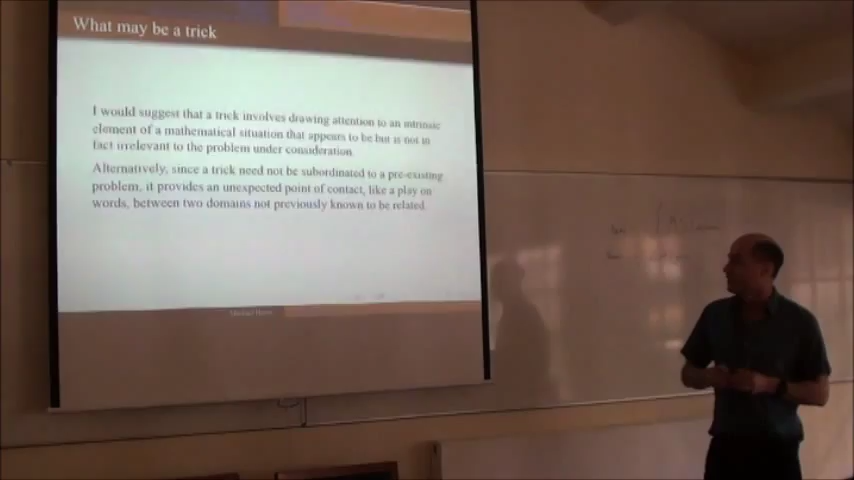 What may be a trick
I would suggest that a trick involves drawing attention to an intrinsic
element of a mathematical situation that appears to be but is not in
fact irrelevant to the problem under consideration.
Alternatively, since a trick need not be subordinated to a pre-existing
problem, it provides an unexpected point of contact, like a play on
words, between two domains not previously known to be related.